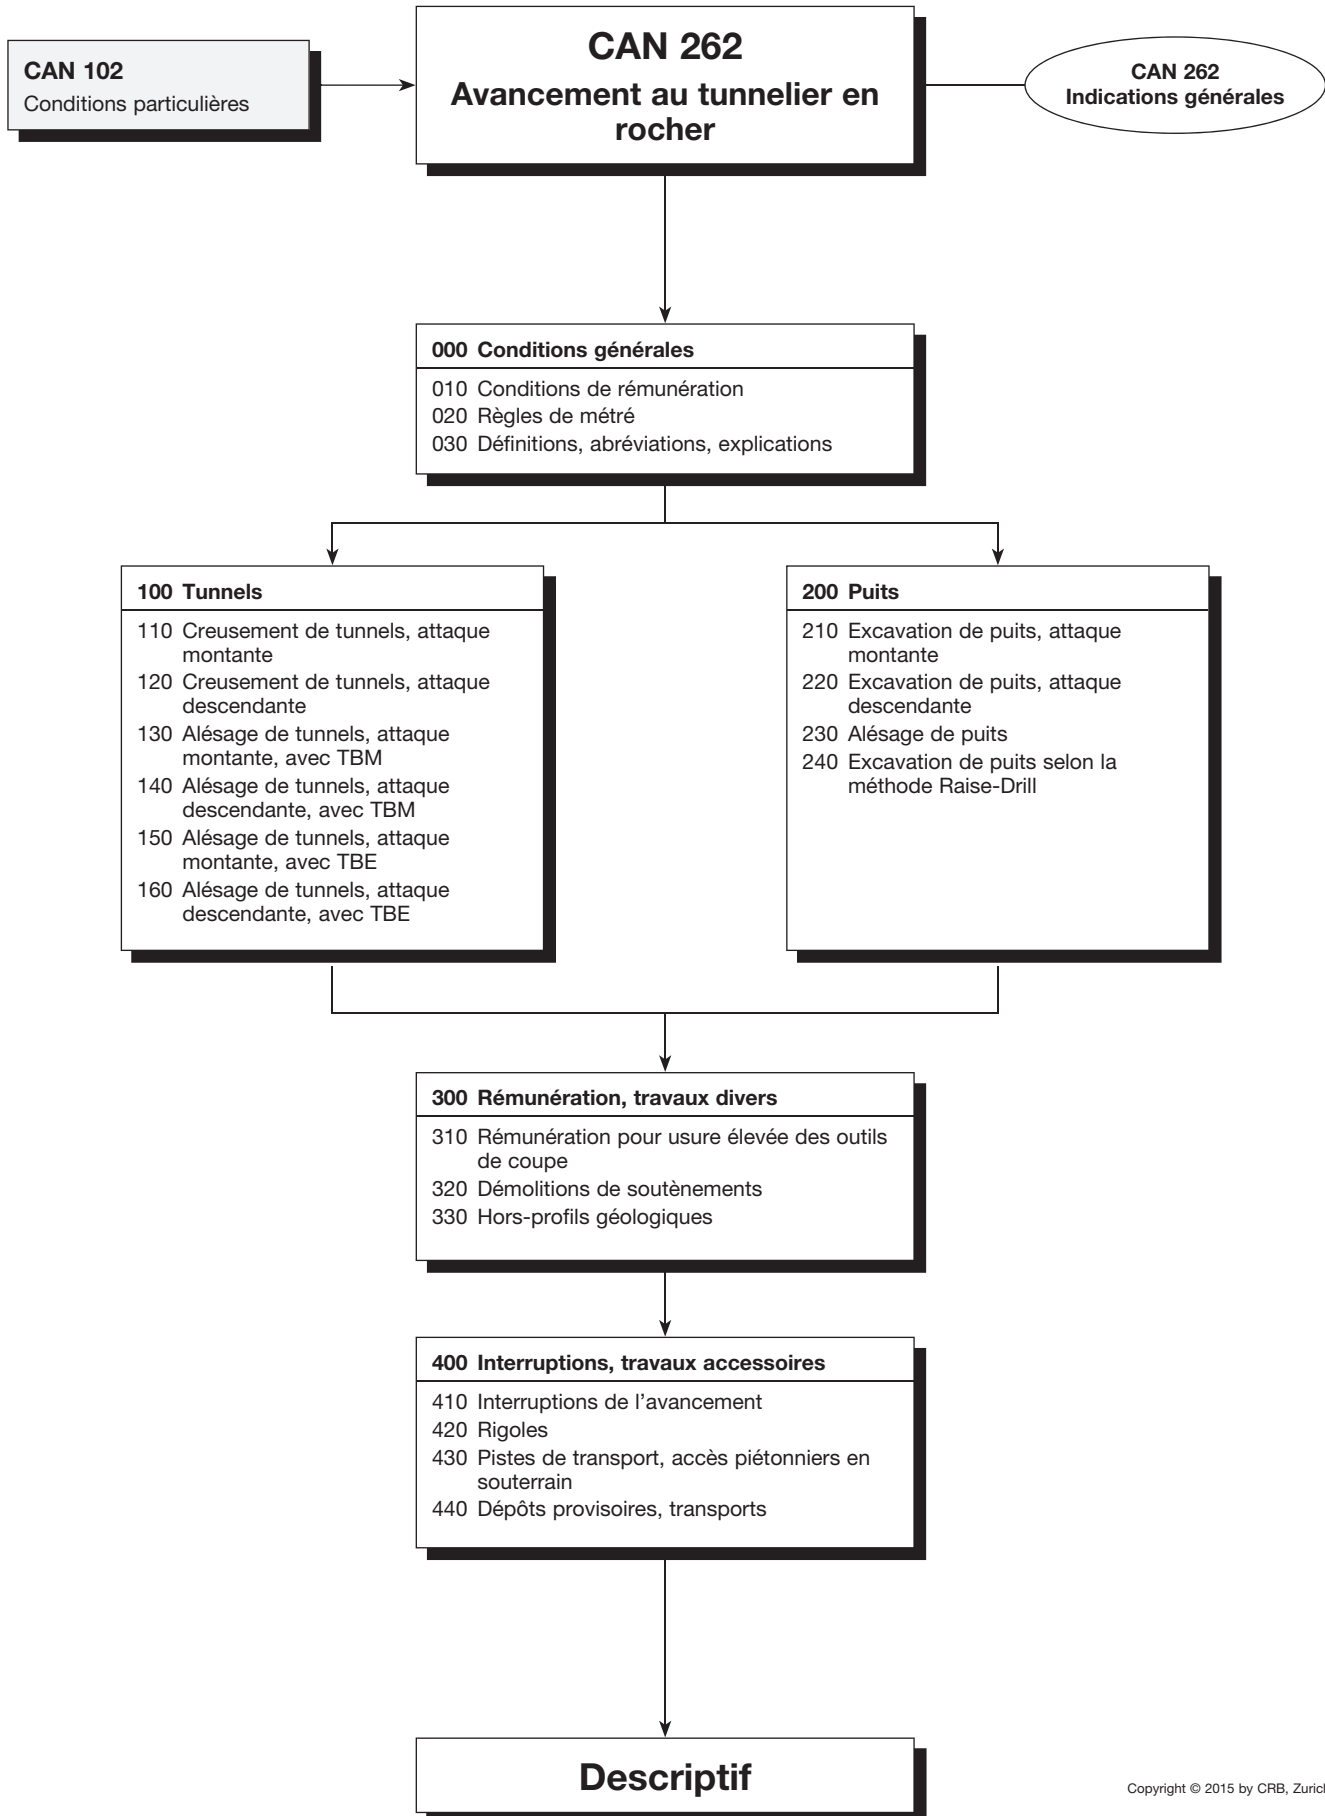 CAN 102
Conditions particulières
CAN 262
Avancement au tunnelier en
rocher
CAN 262
Indications générales
000 Conditions générales
010 Conditions de rémunération
020 Règles de métré
030 Définitions, abréviations, explications
100 Tunnels
110 Creusement de tunnels, attaque
montante
120 Creusement de tunnels, attaque
descendante
130 Alésage de tunnels, attaque
montante, avec TBM
140 Alésage de tunnels, attaque
descendante, avec TBM
150 Alésage de tunnels, attaque
montante, avec TBE
160 Alésage de tunnels, attaque
descendante, avec TBE
200 Puits
210 Excavation de puits, attaque
montante
220 Excavation de puits, attaque
descendante
230 Alésage de puits
240 Excavation de puits selon la
méthode Raise-Drill
300 Rémunération, travaux divers
310 Rémunération pour usure élevée des outils
de coupe
320 Démolitions de soutènements
330 Hors-profils géologiques
400 Interruptions, travaux accessoires
410 Interruptions de l'avancement
420 Rigoles
430 Pistes de transport, accès piétonniers en
souterrain
440 Dépôts provisoires, transports
Descriptif
Copyright © 2015 by CRB, Zurich